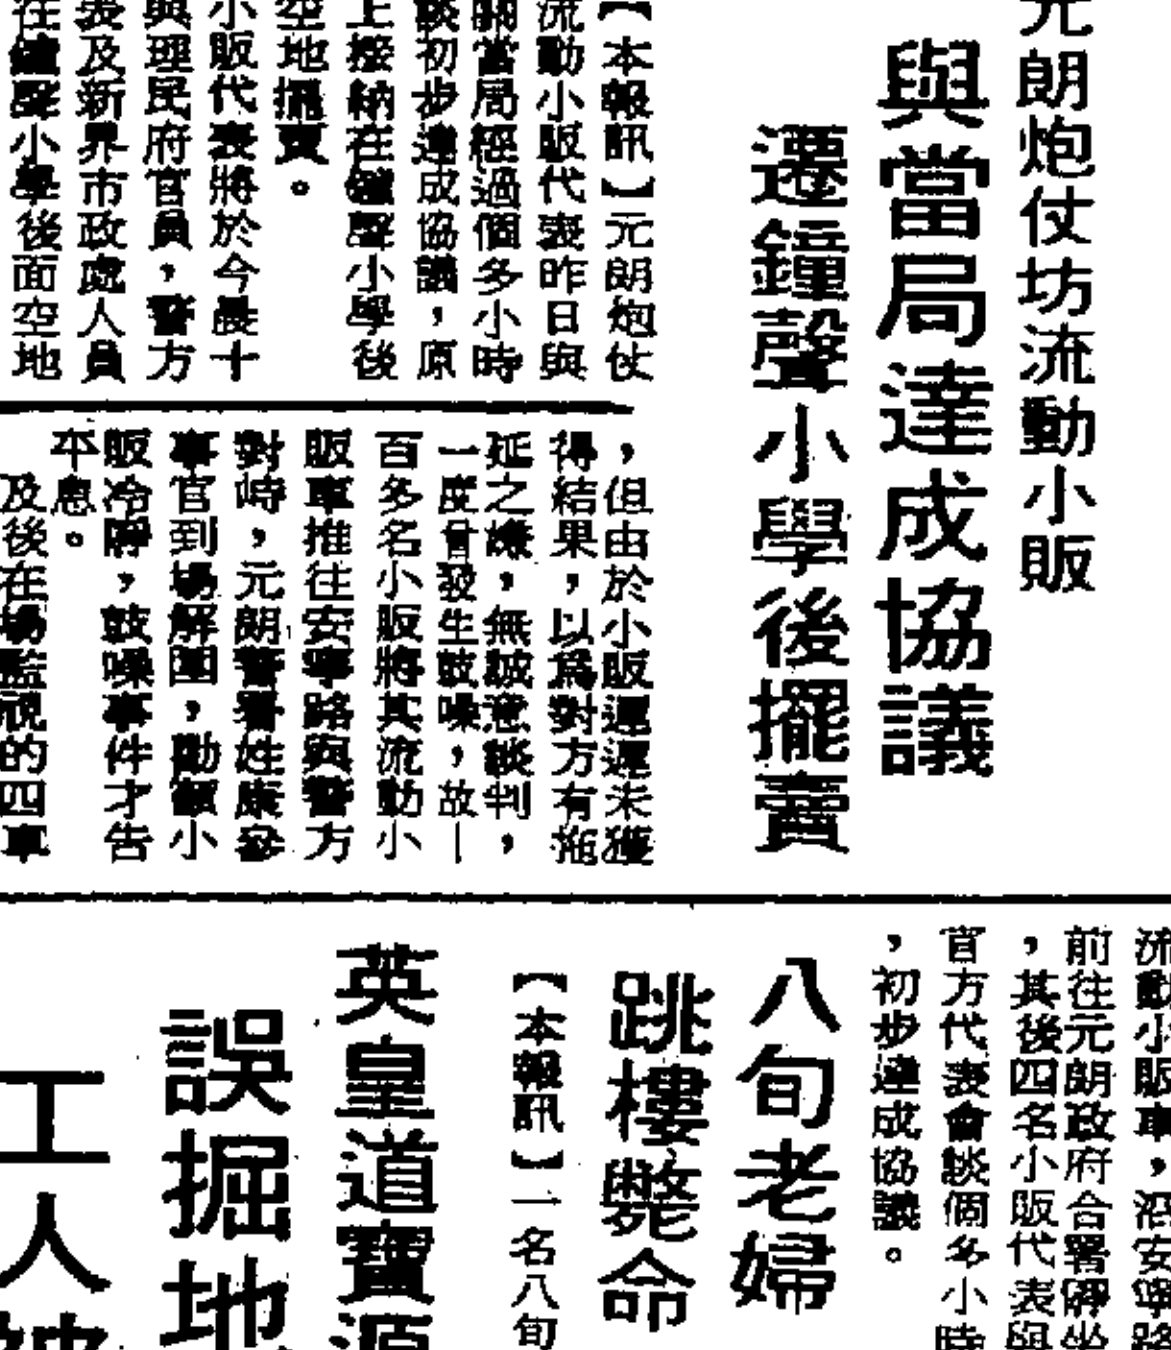 元朗炮仗坊流動小販
與當局達成協議
遷鐘聲小學後擺賣
【本報訊】元朗炮仗
流動小販代表昨日與
關當局經過個多小時
談初步達成協議，原
上接納在鐘聲小學後
空地擺賣。
小販代表將於今晨十
與理民府官員，警方
表及新界市政處人員
在鐘聲小學後面空地
，但由於小販遲遲未獲
得結果，以爲對方有拖
延之嫌，無誠意談判，
一度曾發生鼓噪，故一
百多名小販將其流動小
販車推往安寧路與警方
對峙，元朗警署姓康參
事官到場解圍，勸籲小
販冷靜，鼓噪事件才告
平息。
及後在場監視的四車
流動小販車，沿安寧路
前往元朗政府合署靜坐
，其後四名小販代表與
官方代表會談個多小時
，初步達成協議。
八旬老婦
跳樓斃命
【本報訊】一名八旬
英皇道寶源
誤掘地
工人被